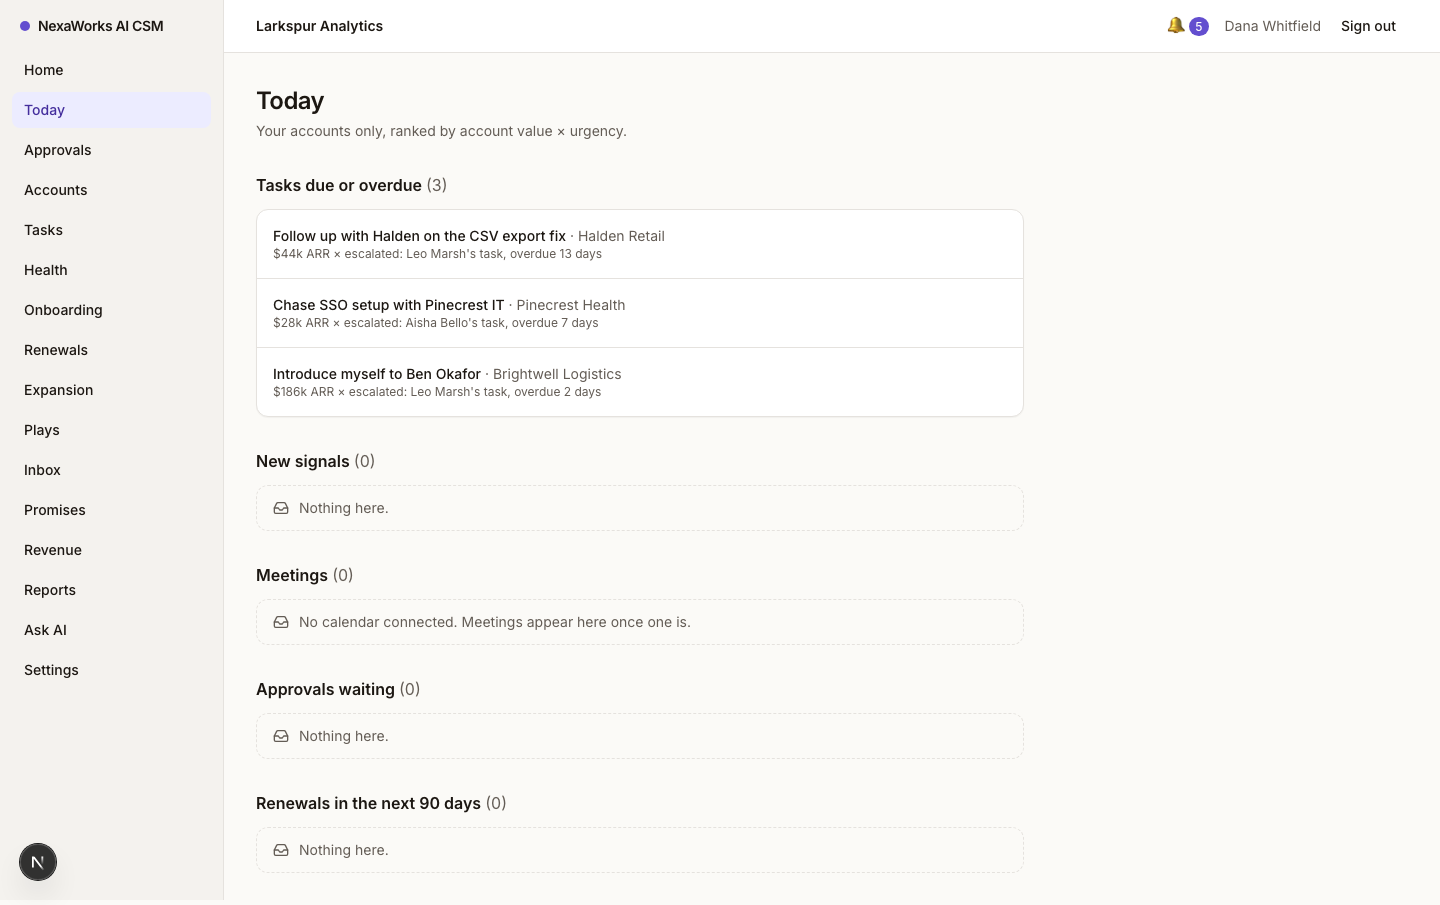 NexaWorks AI CSM
Home
Today
Approvals
Accounts
Tasks
Health
Onboarding
Renewals
Expansion
Plays
Inbox
Promises
Revenue
Reports
Ask AI
Settings
N
Larkspur Analytics
5
Dana Whitfield
Sign out
Today
Your accounts only, ranked by account value × urgency.
Tasks due or overdue (3)
Follow up with Halden on the CSV export fix · Halden Retail
$44k ARR × escalated: Leo Marsh's task, overdue 13 days
Chase SSO setup with Pinecrest IT · Pinecrest Health
$28k ARR × escalated: Aisha Bello's task, overdue 7 days
Introduce myself to Ben Okafor · Brightwell Logistics
$186k ARR × escalated: Leo Marsh's task, overdue 2 days
New signals (0)
Nothing here.
Meetings (0)
No calendar connected. Meetings appear here once one is.
Approvals waiting (0)
Nothing here.
Renewals in the next 90 days (0)
Nothing here.